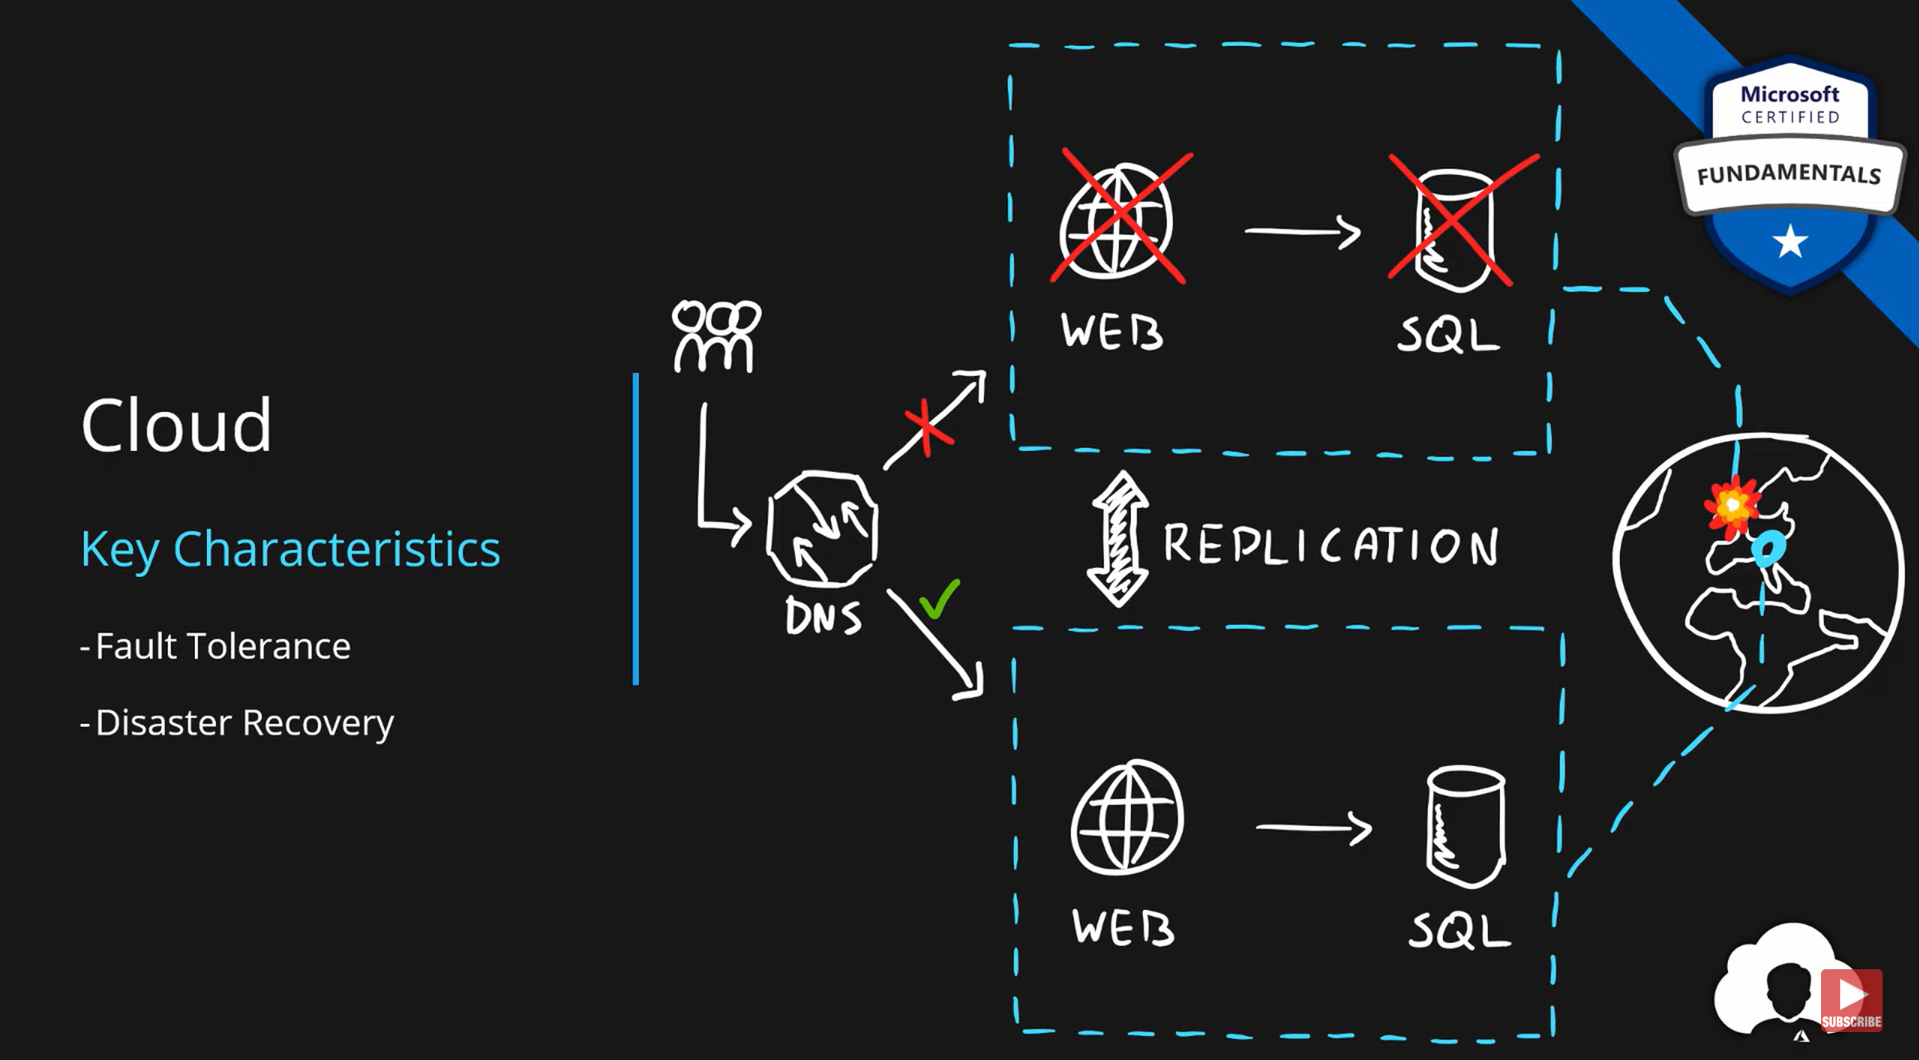 Cloud
Key Characteristics
-Fault Tolerance
-Disaster Recovery
DNS
WEB
SQL
REPLICATION
WEB
SQL
Microsoft
CERTIFIED
FUNDAMENTALS
SUBSCRIBE